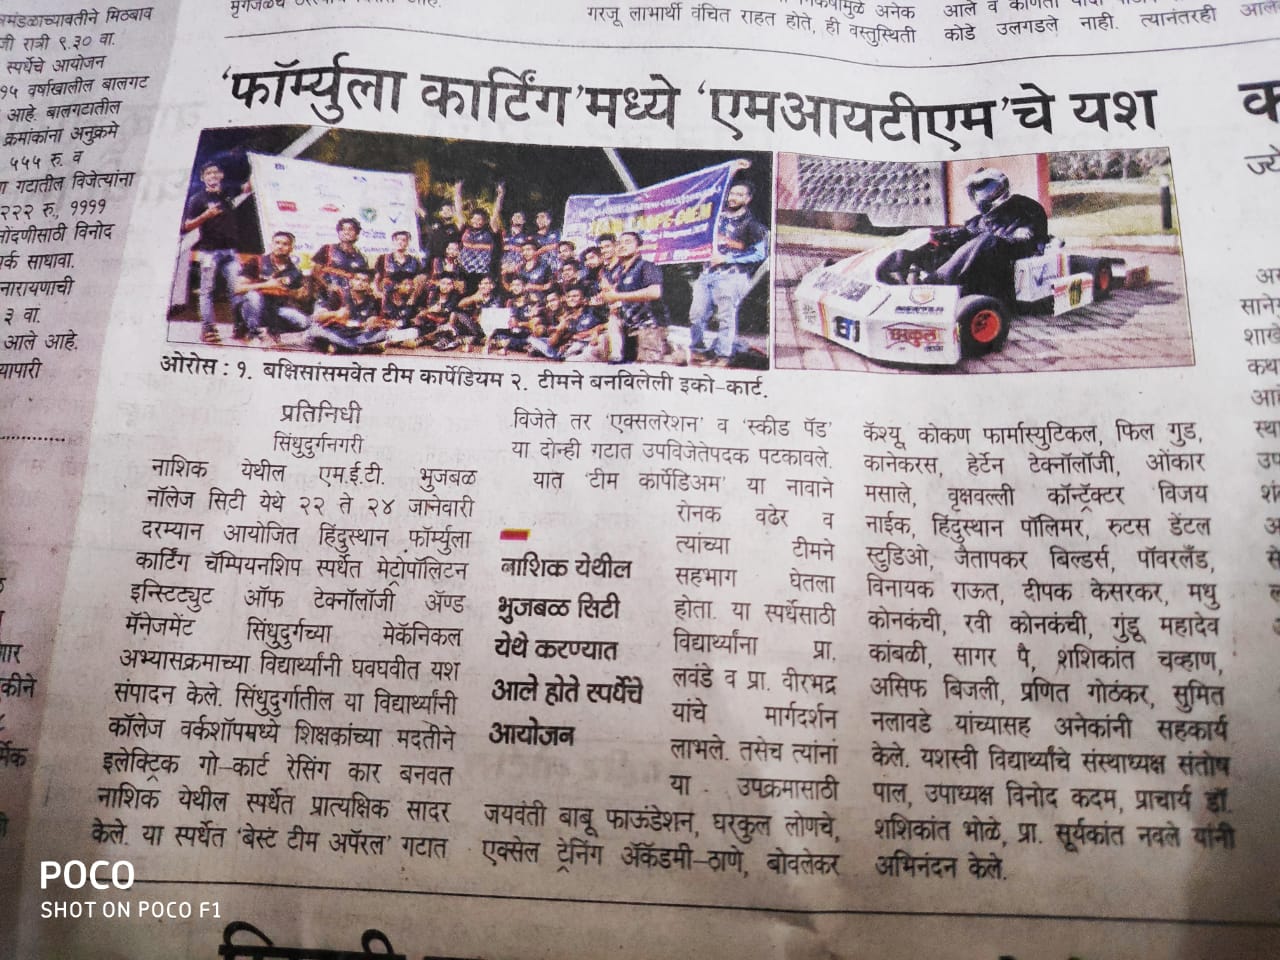 मंडळाच्यावतीने मिठबाव
जी रात्री ९.३० वा.
स्पर्धेचे आयोजन
१५ वर्षाखालील बालगट
आहे. बालगटातील
क्रमांकांना अनुक्रमे
५५५ रु. व
गटातील विजेत्यांना
२२२ रु., ११११
नोंदणीसाठी विनोद
र्क साधावा.
नारायणाची
३ वा.
आले आहे.
व्यापारी
गरजू लाभार्थी वंचित राहत होते, ही वस्तुस्थिती
कोडे उलगडले नाही. त्यानंतरही
'फॉर्म्युला कार्टिंग'मध्ये 'एमआयटीएम'चे यश
ओरोस : १. बक्षिसांसमवेत टीम कार्पेडियम २. टीमने बनविलेली इको-कार्ट.
प्रतिनिधी
सिंधुदुर्गनगरी
नाशिक येथील एम.ई.टी. भुजबळ
नॉलेज सिटी येथे २२ ते २४ जानेवारी
दरम्यान आयोजित हिंदुस्थान फॉर्म्युला
कार्टिंग चॅम्पियनशिप स्पर्धेत मेट्रोपॉलिटन
इन्स्टिट्युट ऑफ टेक्नॉलॉजी अ‍ॅण्ड
मॅनेजमेंट सिंधुदुर्गच्या मेकॅनिकल
अभ्यासक्रमाच्या विद्यार्थ्यांनी घवघवीत यश
संपादन केले. सिंधुदुर्गातील या विद्यार्थ्यांनी
कॉलेज वर्कशॉपमध्ये शिक्षकांच्या मदतीने
इलेक्ट्रिक गो-कार्ट रेसिंग कार बनवत
नाशिक येथील स्पर्धेत प्रात्यक्षिक सादर
केले. या स्पर्धेत 'बेस्ट टीम अ‍ॅपॅरल' गटात
विजेते तर 'एक्सलरेशन' व 'स्कीड पॅड'
या दोन्ही गटात उपविजेतेपदक पटकावले.
यात 'टीम कार्पेडिअम' या नावाने
रोनक वढेर व
त्यांच्या टीमने
सहभाग घेतला
होता. या स्पर्धेसाठी
विद्यार्थ्यांना प्रा.
लवंडे व प्रा. वीरभद्र
यांचे मार्गदर्शन
लाभले. तसेच त्यांना
या उपक्रमासाठी
जयवंती बाबू फाऊंडेशन, घरकुल लोणचे,
एक्सेल ट्रेनिंग अ‍ॅकॅडमी-ठाणे, बोवलेकर
नाशिक येथील
भुजबळ सिटी
येथे करण्यात
आले होते स्पर्धेचे
आयोजन
कॅश्यू कोकण फार्मास्युटिकल, फिल गुड,
कानेकरस, हेर्टेन टेक्नॉलॉजी, ओंकार
मसाले, वृक्षवल्ली कॉन्ट्रॅक्टर विजय
नाईक, हिंदुस्थान पॉलिमर, रुटस डेंटल
स्टुडिओ, जैतापकर बिल्डर्स, पॉवरलँड,
विनायक राऊत, दीपक केसरकर, मधु
कोनकंची, रवी कोनकंची, गुंडू महादेव
कांबळी, सागर पै, शशिकांत चव्हाण,
असिफ बिजली, प्रणित गोठंकर, सुमित
नलावडे यांच्यासह अनेकांनी सहकार्य
केले. यशस्वी विद्यार्थ्यांचे संस्थाध्यक्ष संतोष
पाल, उपाध्यक्ष विनोद कदम, प्राचार्य डॉ.
शशिकांत भोळे, प्रा. सूर्यकांत नवले यांनी
अभिनंदन केले.
POCO
SHOT ON POCO F1